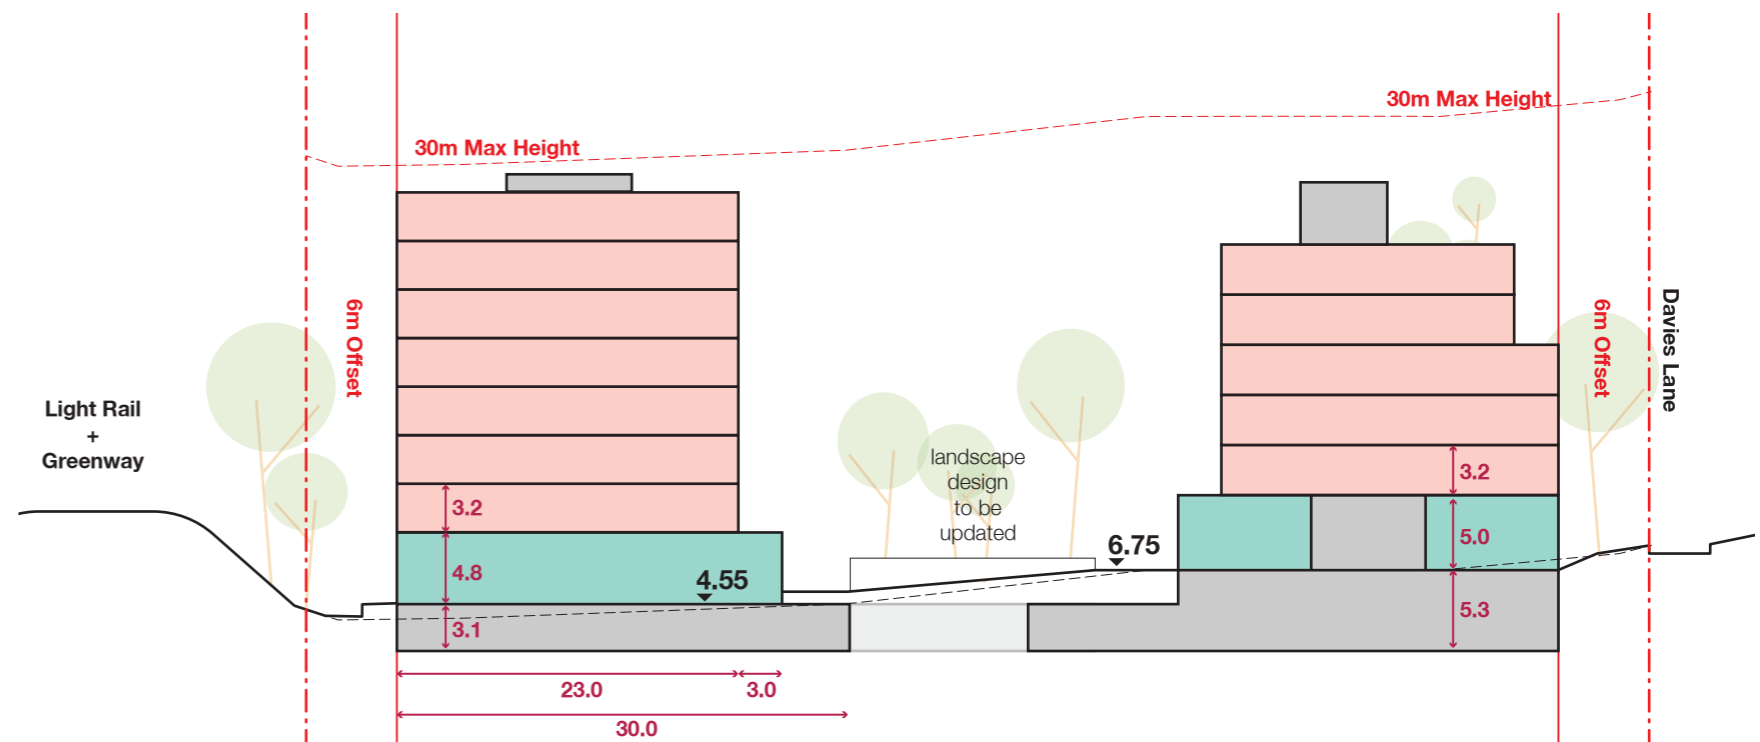 30m Max Height
30m Max Height
6m Offset
6m Offset
Davies Lane
Light Rail
+
Greenway
landscape
design
to be
updated
3.2
4.8
3.1
4.55
6.75
3.2
5.0
5.3
23.0
3.0
30.0